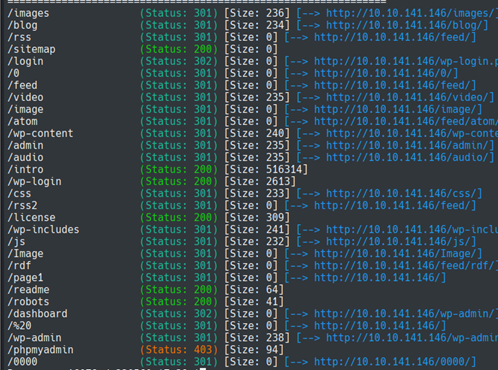 /images (Status: 301) [Size: 236] [--> http://10.10.141.146/images/]
/blog (Status: 301) [Size: 234] [--> http://10.10.141.146/blog/]
/rss (Status: 301) [Size: 0] [--> http://10.10.141.146/feed/]
/sitemap (Status: 200) [Size: 0]
/login (Status: 302) [Size: 0] [--> http://10.10.141.146/wp-login.p
/0 (Status: 301) [Size: 0] [--> http://10.10.141.146/0/]
/feed (Status: 301) [Size: 0] [--> http://10.10.141.146/feed/]
/video (Status: 301) [Size: 235] [--> http://10.10.141.146/video/]
/image (Status: 301) [Size: 0] [--> http://10.10.141.146/image/]
/atom (Status: 301) [Size: 0] [--> http://10.10.141.146/feed/atom/
/wp-content (Status: 301) [Size: 240] [--> http://10.10.141.146/wp-conte
/admin (Status: 301) [Size: 235] [--> http://10.10.141.146/admin/]
/audio (Status: 301) [Size: 235] [--> http://10.10.141.146/audio/]
/intro (Status: 200) [Size: 516314]
/wp-login (Status: 200) [Size: 2613]
/css (Status: 301) [Size: 233] [--> http://10.10.141.146/css/]
/rss2 (Status: 301) [Size: 0] [--> http://10.10.141.146/feed/]
/license (Status: 200) [Size: 309]
/wp-includes (Status: 301) [Size: 241] [--> http://10.10.141.146/wp-inclu
/js (Status: 301) [Size: 232] [--> http://10.10.141.146/js/]
/Image (Status: 301) [Size: 0] [--> http://10.10.141.146/Image/]
/rdf (Status: 301) [Size: 0] [--> http://10.10.141.146/feed/rdf/]
/page1 (Status: 301) [Size: 0] [--> http://10.10.141.146/]
/readme (Status: 200) [Size: 64]
/robots (Status: 200) [Size: 41]
/dashboard (Status: 302) [Size: 0] [--> http://10.10.141.146/wp-admin/]
/%20 (Status: 301) [Size: 0] [--> http://10.10.141.146/]
/wp-admin (Status: 301) [Size: 238] [--> http://10.10.141.146/wp-admin
/phpmyadmin (Status: 403) [Size: 94]
/0000 (Status: 301) [Size: 0] [--> http://10.10.141.146/0000/]